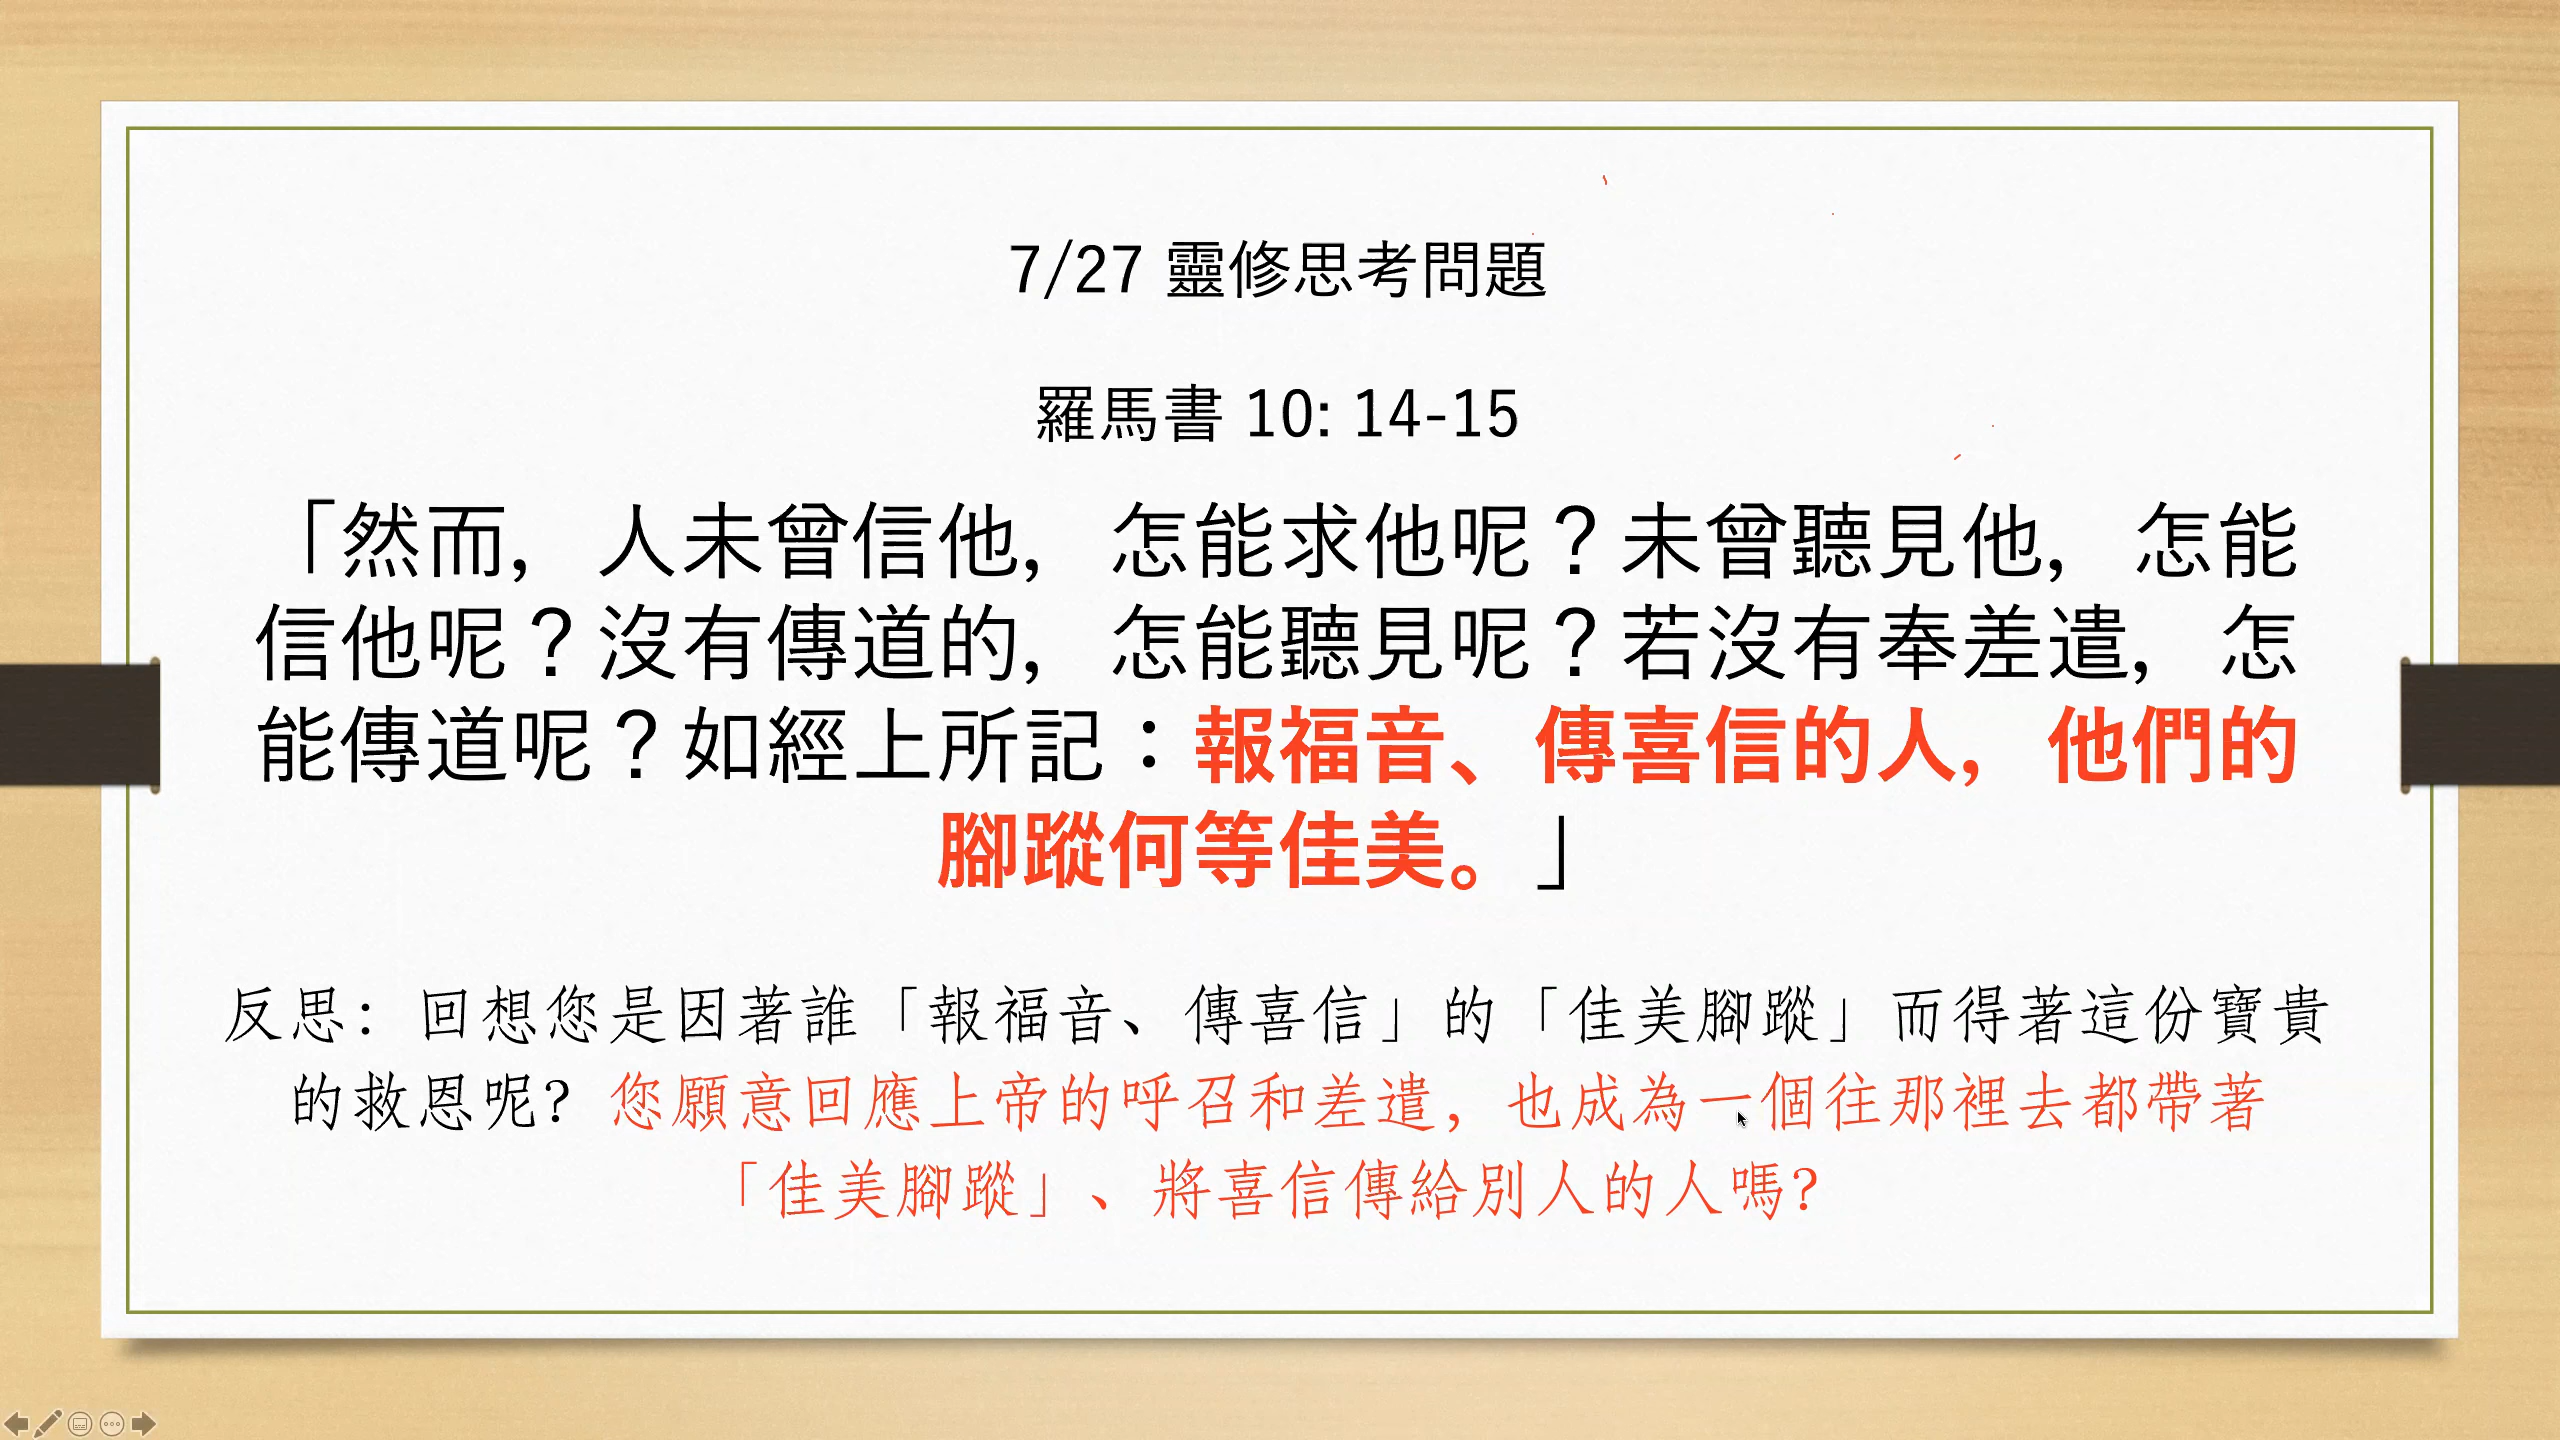 7/27 靈修思考問題
羅馬書 10: 14-15
「然而，人未曾信他，怎能求他呢？未曾聽見他，怎能
信他呢？沒有傳道的，怎能聽見呢？若沒有奉差遣，怎
能傳道呢？如經上所記：報福音、傳喜信的人，他們的
腳蹤何等佳美。」
反思：回想您是因著誰「報福音、傳喜信」的「佳美腳蹤」而得著這份寶貴
的救恩呢？您願意回應上帝的呼召和差遣，也成為一個往那裡去都帶著
「佳美腳蹤」、將喜信傳給別人的人嗎？